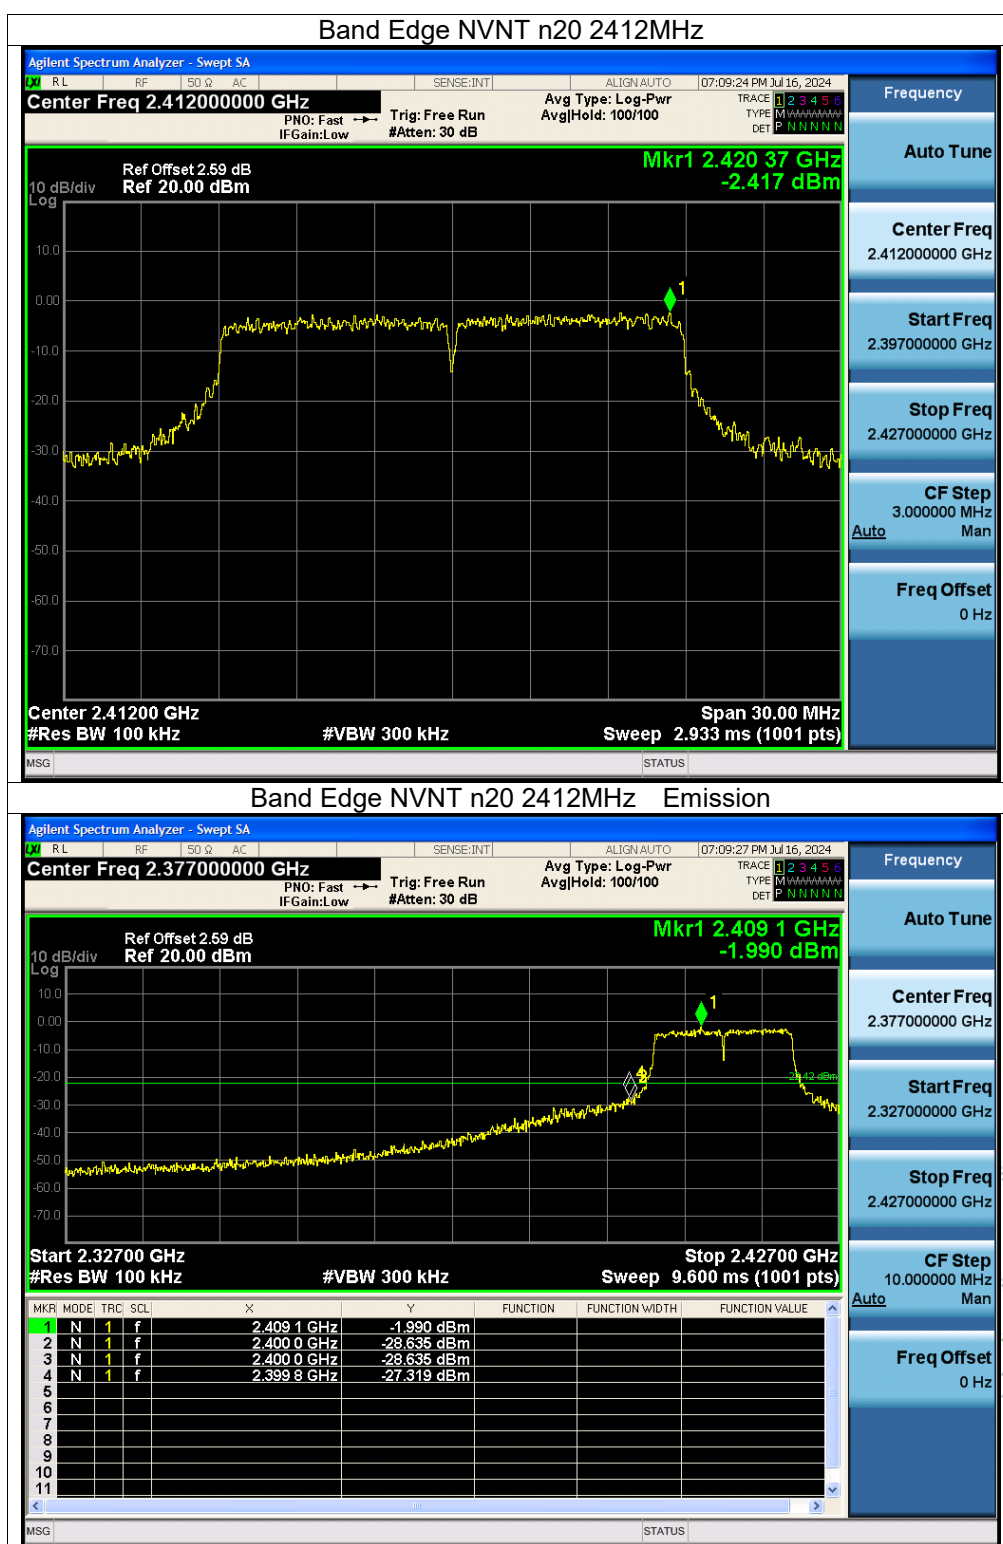 Band Edge NVNT n20 2412MHz
Agilent Spectrum Analyzer - Swept SA
LXI RL RF 50 Ω AC SENSE:INT ALIGN AUTO 07:09:24 PM Jul 16, 2024
Center Freq 2.412000000 GHz
PNO: Fast
IFGain:Low
Trig: Free Run
#Atten: 30 dB
Avg Type: Log-Pwr
Avg|Hold: 100/100
TRACE 1 2 3 4 5 6
TYPE M WWWWW
DET P N N N N N
Frequency
Auto Tune
Center Freq
2.412000000 GHz
Start Freq
2.397000000 GHz
Stop Freq
2.427000000 GHz
CF Step
3.000000 MHz
Auto Man
Freq Offset
0 Hz
Mkr1 2.420 37 GHz
-2.417 dBm
Ref Offset 2.59 dB
10 dB/div Ref 20.00 dBm
Log
10.0
0.00
-10.0
-20.0
-30.0
-40.0
-50.0
-60.0
-70.0
1
Center 2.41200 GHz Span 30.00 MHz
#Res BW 100 kHz #VBW 300 kHz Sweep 2.933 ms (1001 pts)
MSG STATUS
Band Edge NVNT n20 2412MHz Emission
Agilent Spectrum Analyzer - Swept SA
LXI RL RF 50 Ω AC SENSE:INT ALIGN AUTO 07:09:27 PM Jul 16, 2024
Center Freq 2.377000000 GHz
PNO: Fast
IFGain:Low
Trig: Free Run
#Atten: 30 dB
Avg Type: Log-Pwr
Avg|Hold: 100/100
TRACE 1 2 3 4 5 6
TYPE M WWWWW
DET P N N N N N
Frequency
Auto Tune
Center Freq
2.377000000 GHz
Start Freq
2.327000000 GHz
Stop Freq
2.427000000 GHz
CF Step
10.000000 MHz
Auto Man
Freq Offset
0 Hz
Mkr1 2.409 1 GHz
-1.990 dBm
Ref Offset 2.59 dB
10 dB/div Ref 20.00 dBm
Log
10.0
0.00
-10.0
-20.0
-30.0
-40.0
-50.0
-60.0
-70.0
1
Start 2.32700 GHz Stop 2.42700 GHz
#Res BW 100 kHz #VBW 300 kHz Sweep 9.600 ms (1001 pts)
MKR MODE TRC SCL X Y FUNCTION FUNCTION WIDTH FUNCTION VALUE
1 N 1 f 2.409 1 GHz -1.990 dBm
2 N 1 f 2.400 0 GHz -28.635 dBm
3 N 1 f 2.400 0 GHz -28.635 dBm
4 N 1 f 2.399 8 GHz -27.319 dBm
5
6
7
8
9
10
11
MSG STATUS